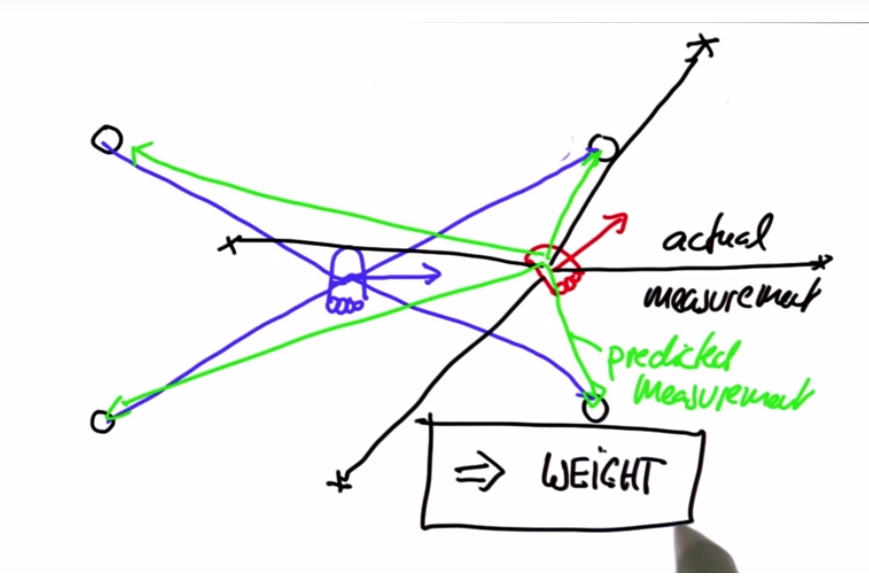 actual
measurement
predicted
measurement
⇒ WEIGHT